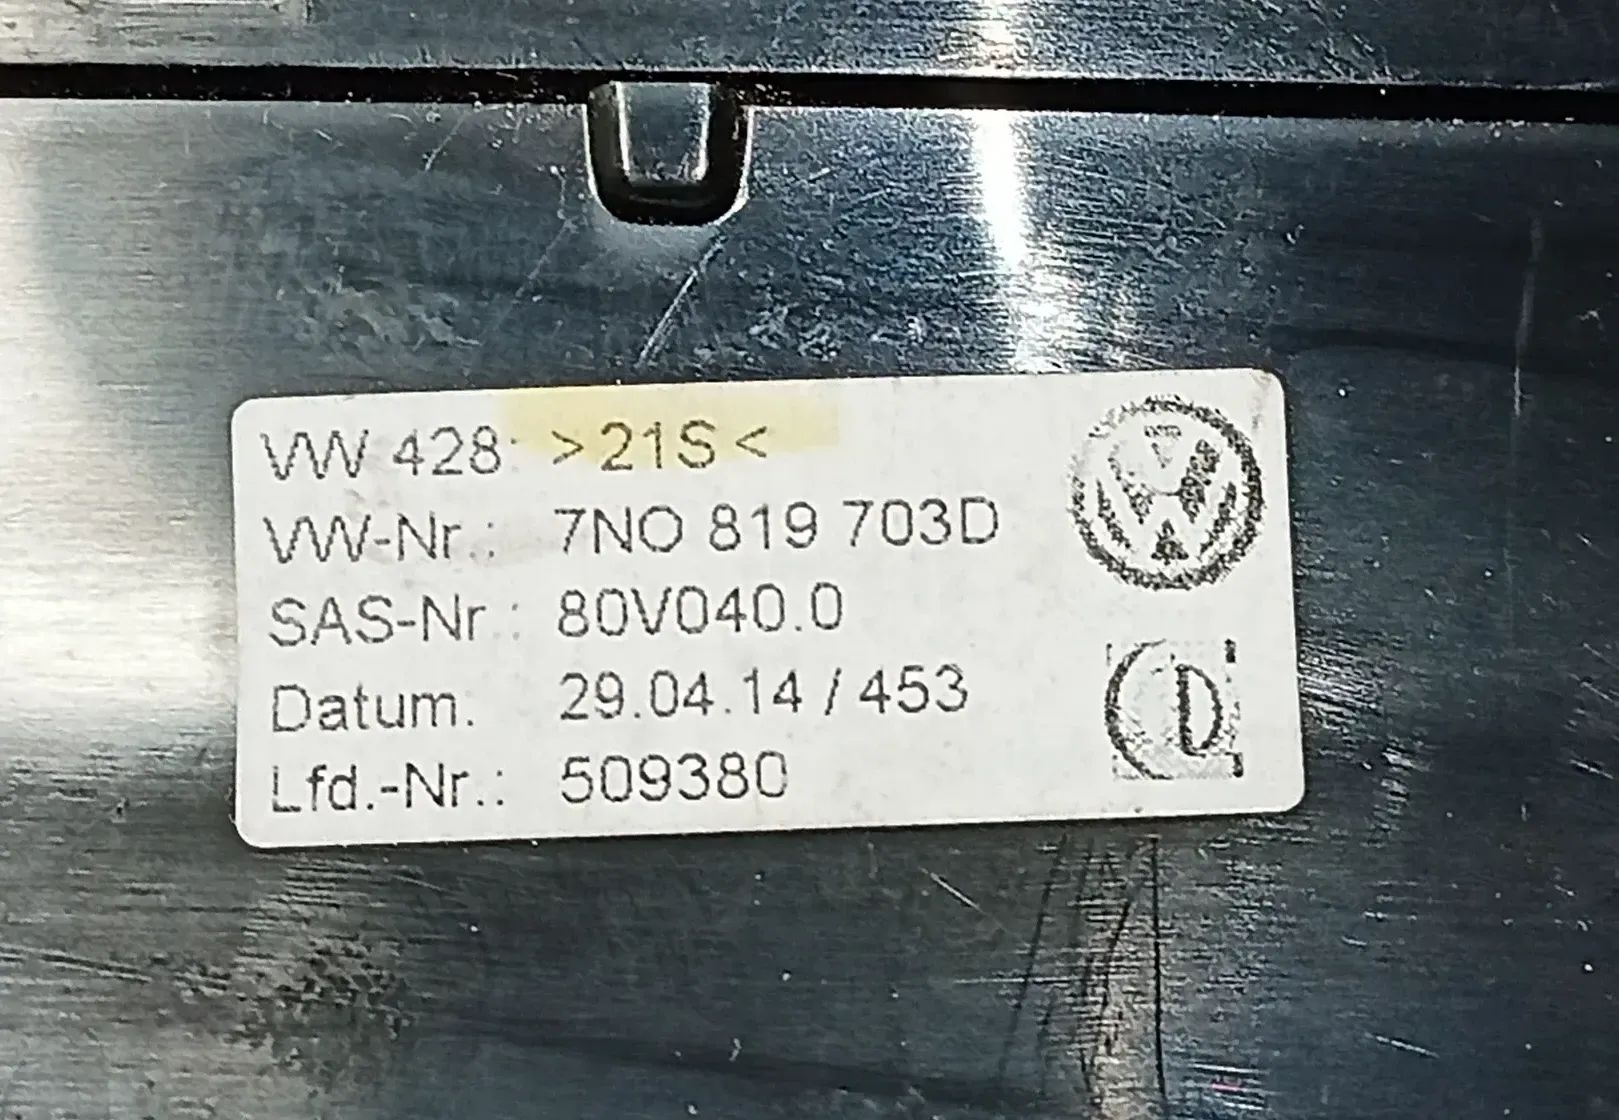 VW 428: >21S<
VW-Nr.: 7N0 819 703D
SAS-Nr.: 80V040.0
Datum: 29.04.14 / 453
Lfd.-Nr.: 509380